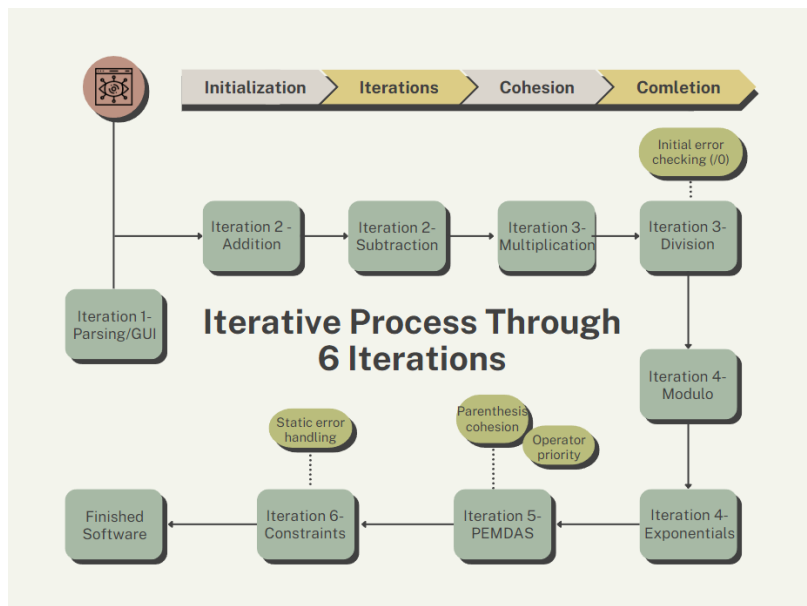 Initialization
Iterations
Cohesion
Comletion
Initial error
checking (/0)
Iteration 2 -
Addition
Iteration 2-
Subtraction
Iteration 3-
Multiplication
Iteration 3-
Division
Iteration 1-
Parsing/GUI
Iterative Process Through
6 Iterations
Iteration 4-
Modulo
Static error
handling
Parenthesis
cohesion
Operator
priority
Finished
Software
Iteration 6-
Constraints
Iteration 5-
PEMDAS
Iteration 4-
Exponentials